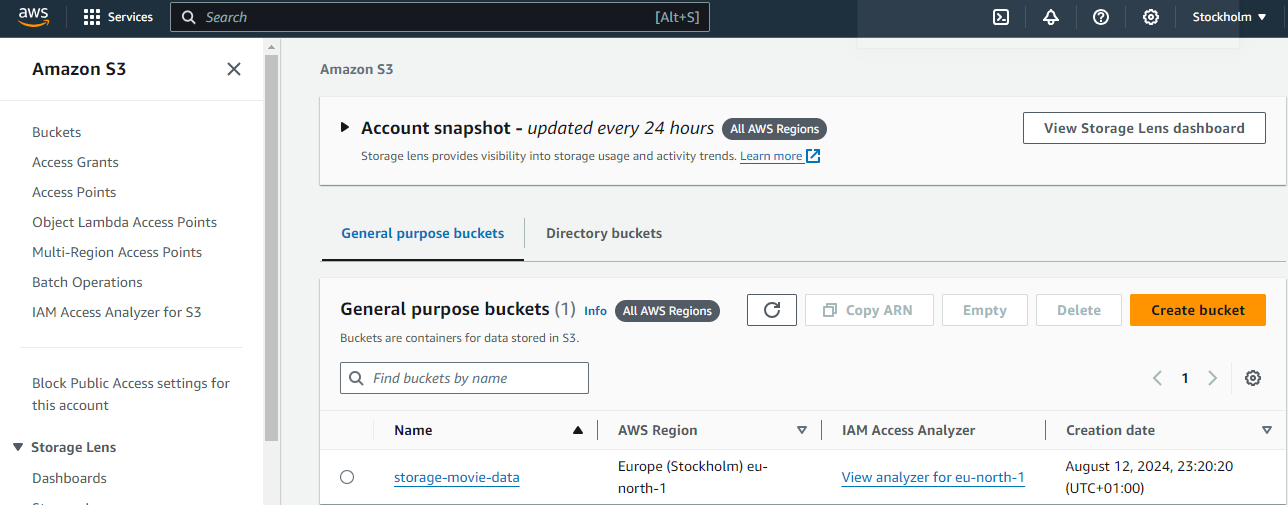 aws
Services
Search
[Alt+S]
Stockholm
Amazon S3
Buckets
Access Grants
Access Points
Object Lambda Access Points
Multi-Region Access Points
Batch Operations
IAM Access Analyzer for S3
Block Public Access settings for
this account
Storage Lens
Dashboards
Amazon S3
Account snapshot - updated every 24 hours All AWS Regions
View Storage Lens dashboard
Storage lens provides visibility into storage usage and activity trends. Learn more
General purpose buckets
Directory buckets
General purpose buckets (1) Info All AWS Regions
Copy ARN
Empty
Delete
Create bucket
Buckets are containers for data stored in S3.
Find buckets by name
1
Name
AWS Region
IAM Access Analyzer
Creation date
storage-movie-data
Europe (Stockholm) eu-
north-1
View analyzer for eu-north-1
August 12, 2024, 23:20:20
(UTC+01:00)